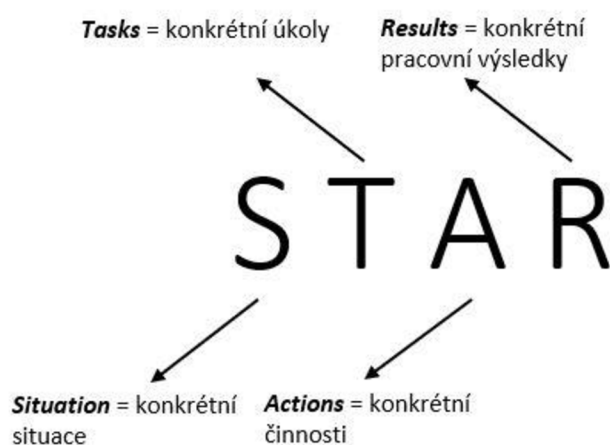 Tasks = konkrétní úkoly
Results = konkrétní
pracovní výsledky
S T A R
Situation = konkrétní
situace
Actions = konkrétní
činnosti